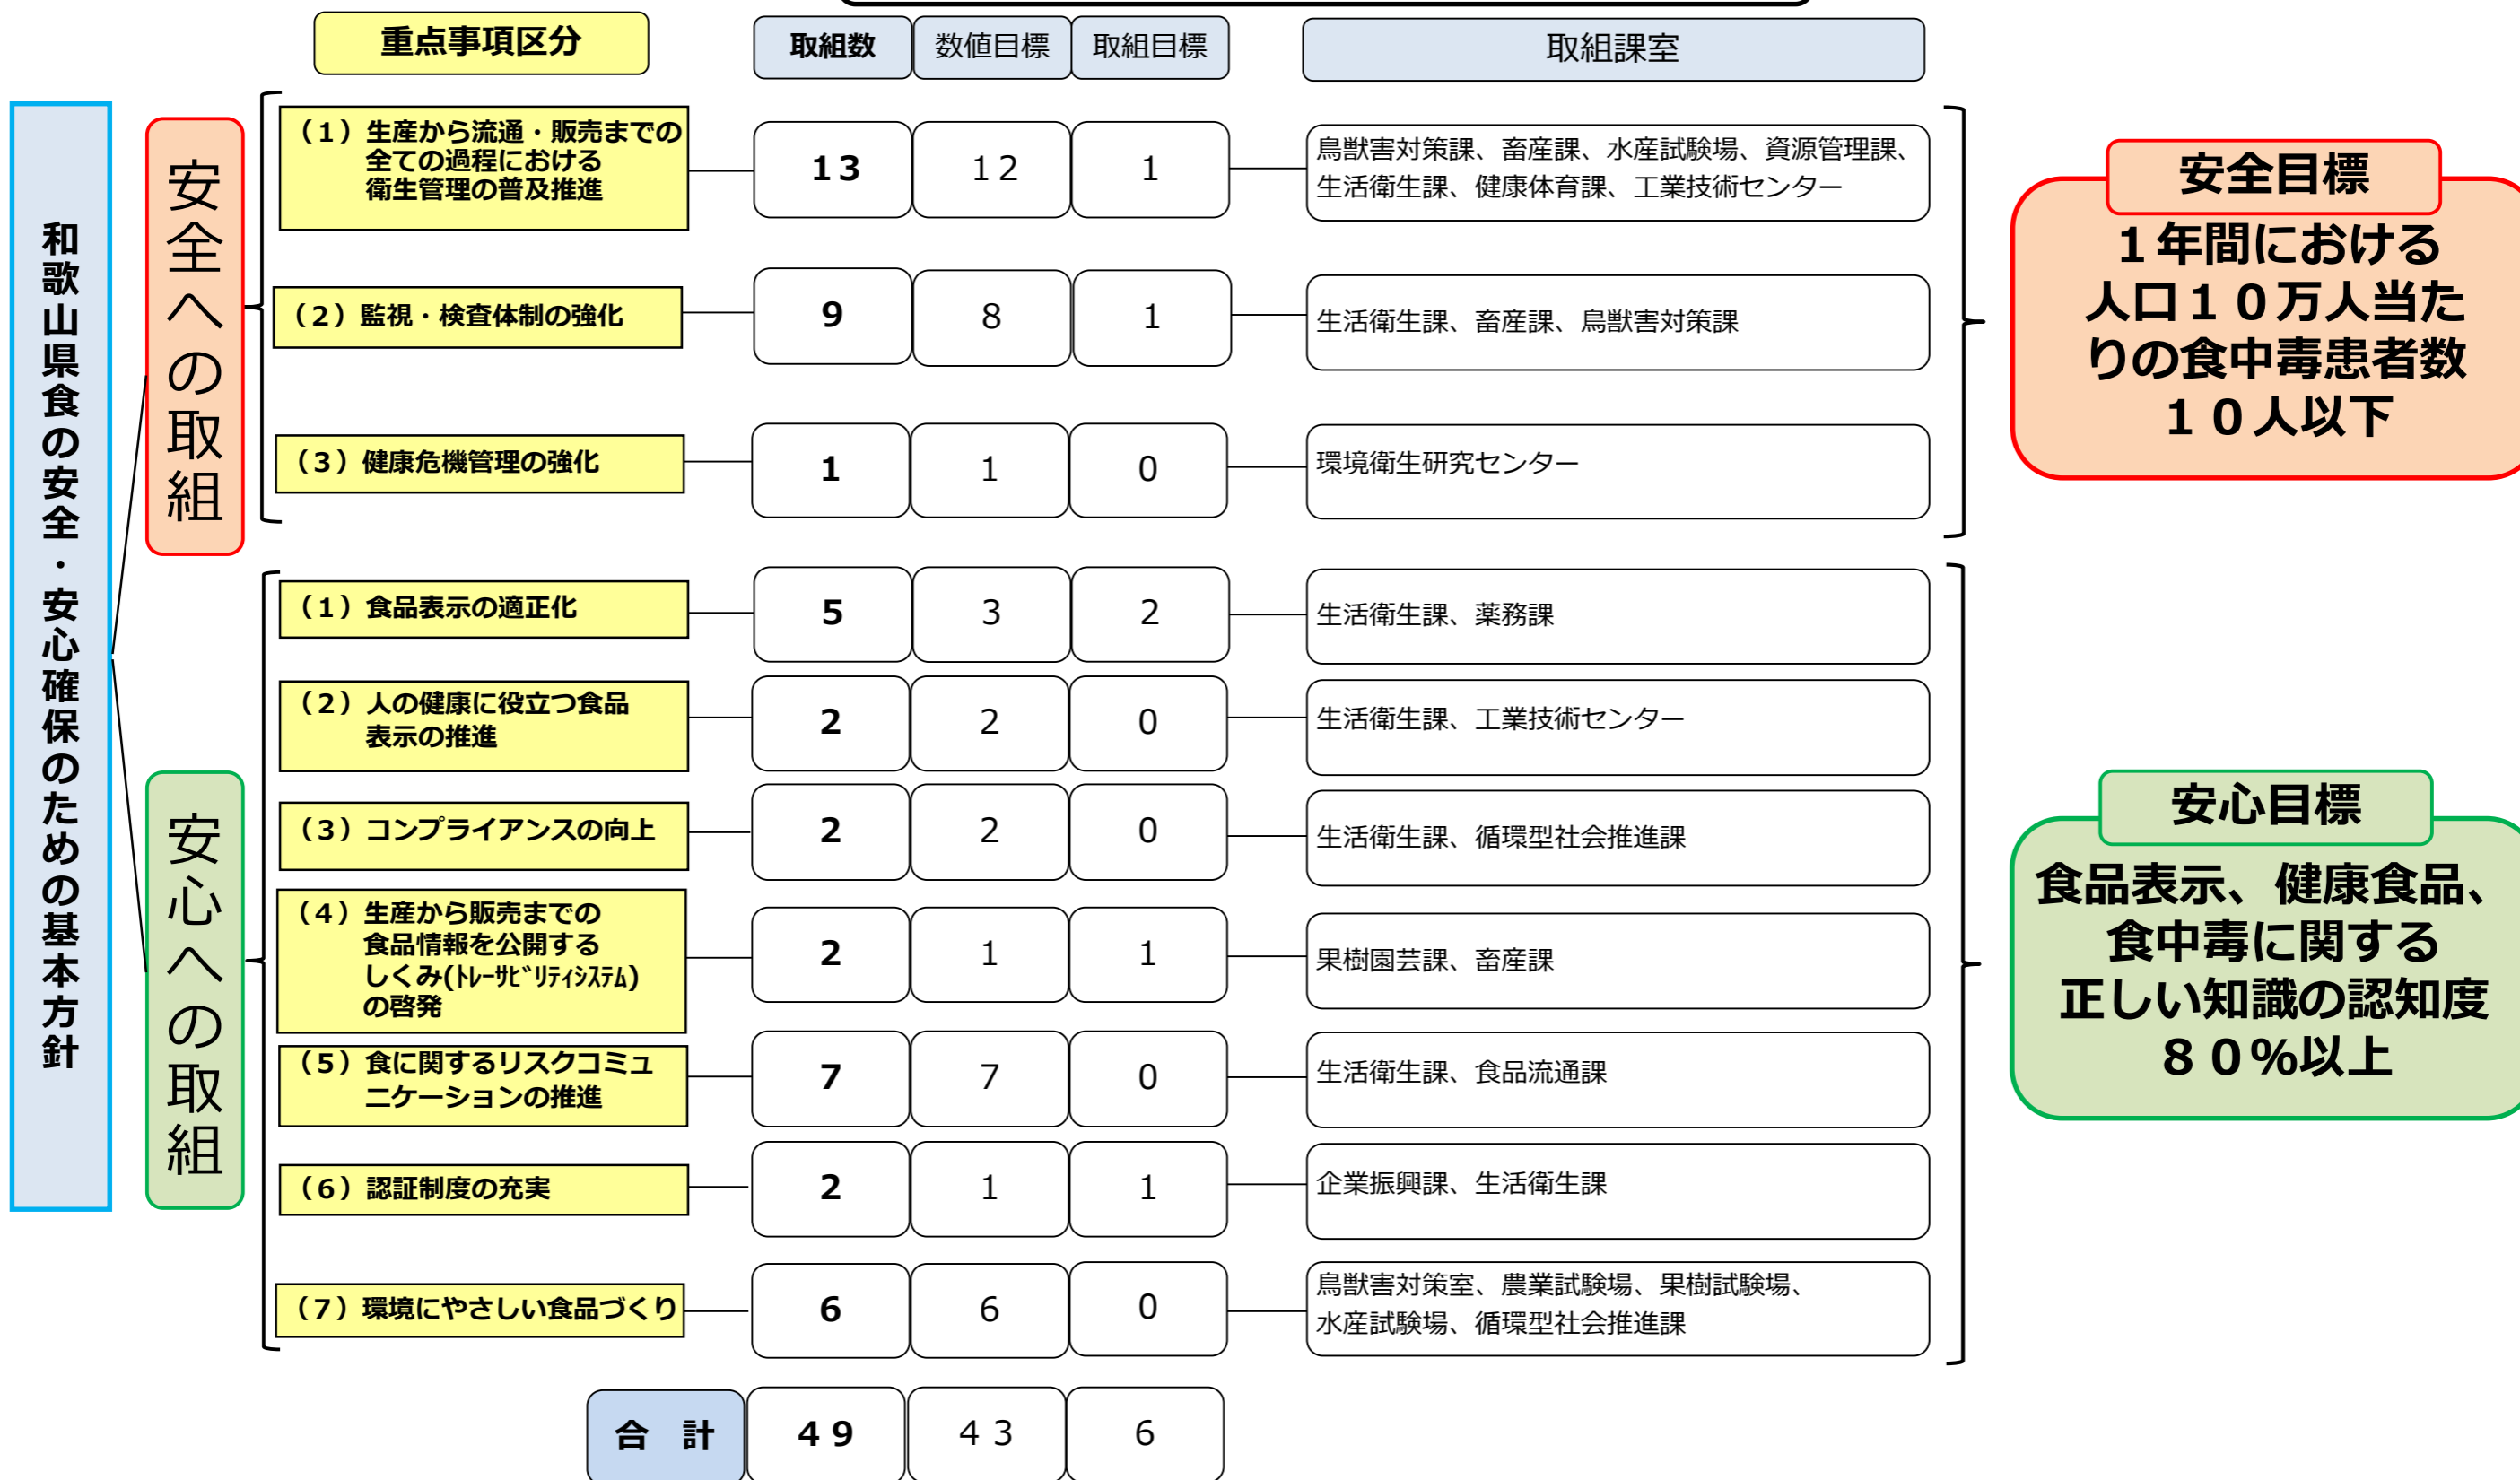 重点事項区分
取組数
数値目標
取組目標
取組課室
和歌山県食の安全・安心確保のための基本方針
安全への取組
（１）生産から流通・販売までの
全ての過程における
衛生管理の普及推進
１３
１２
１
鳥獣害対策課、畜産課、水産試験場、資源管理課、
生活衛生課、健康体育課、工業技術センター
（２）監視・検査体制の強化
９
８
１
生活衛生課、畜産課、鳥獣害対策課
（３）健康危機管理の強化
１
１
０
環境衛生研究センター
安全目標
１年間における
人口１０万人当た
りの食中毒患者数
１０人以下
安心への取組
（１）食品表示の適正化
５
３
２
生活衛生課、薬務課
（２）人の健康に役立つ食品
表示の推進
２
２
０
生活衛生課、工業技術センター
（３）コンプライアンスの向上
２
２
０
生活衛生課、循環型社会推進課
（４）生産から販売までの
食品情報を公開する
しくみ(ﾄﾚｰｻﾋﾞﾘﾃｨｼｽﾃﾑ)
の啓発
２
１
１
果樹園芸課、畜産課
（５）食に関するリスクコミュ
ニケーションの推進
７
７
０
生活衛生課、食品流通課
（６）認証制度の充実
２
１
１
企業振興課、生活衛生課
（７）環境にやさしい食品づくり
６
６
０
鳥獣害対策室、農業試験場、果樹試験場、
水産試験場、循環型社会推進課
安心目標
食品表示、健康食品、
食中毒に関する
正しい知識の認知度
８０％以上
合　計
４９
４３
６